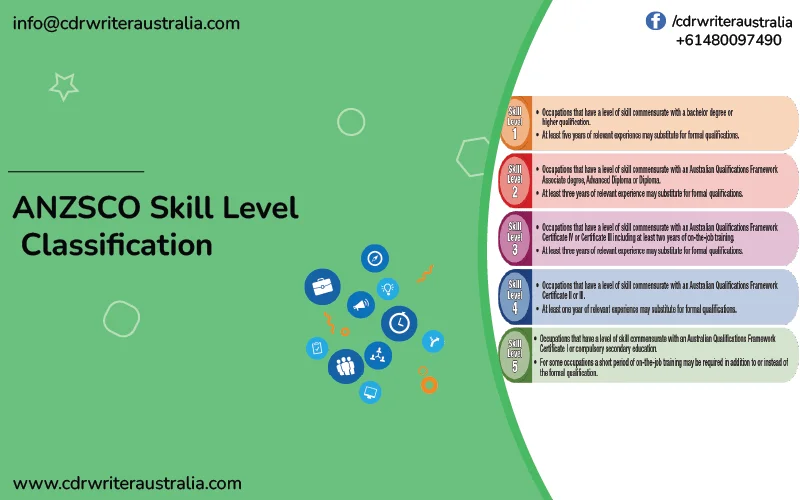 info@cdrwriteraustralia.com
/cdrwriteraustralia
+61480097490
ANZSCO Skill Level
Classification
Skill
Level
1
• Occupations that have a level of skill commensurate with a bachelor degree or
higher qualification.
• At least five years of relevant experience may substitute for formal qualifications.
Skill
Level
2
• Occupations that have a level of skill commensurate with an Australian Qualifications Framework
Associate degree, Advanced Diploma or Diploma.
• At least three years of relevant experience may substitute for formal qualifications.
Skill
Level
3
• Occupations that have a level of skill commensurate with an Australian Qualifications Framework
Certificate IV or Certificate III including at least two years of on-the-job training.
• At least three years of relevant experience may substitute for formal qualifications.
Skill
Level
4
• Occupations that have a level of skill commensurate with an Australian Qualifications Framework
Certificate II or III.
• At least one year of relevant experience may substitute for formal qualifications.
Skill
Level
5
• Occupations that have a level of skill commensurate with an Australian Qualifications Framework
Certificate I or compulsory secondary education.
• For some occupations a short period of on-the-job training may be required in addition to or instead of
the formal qualification.
www.cdrwriteraustralia.com